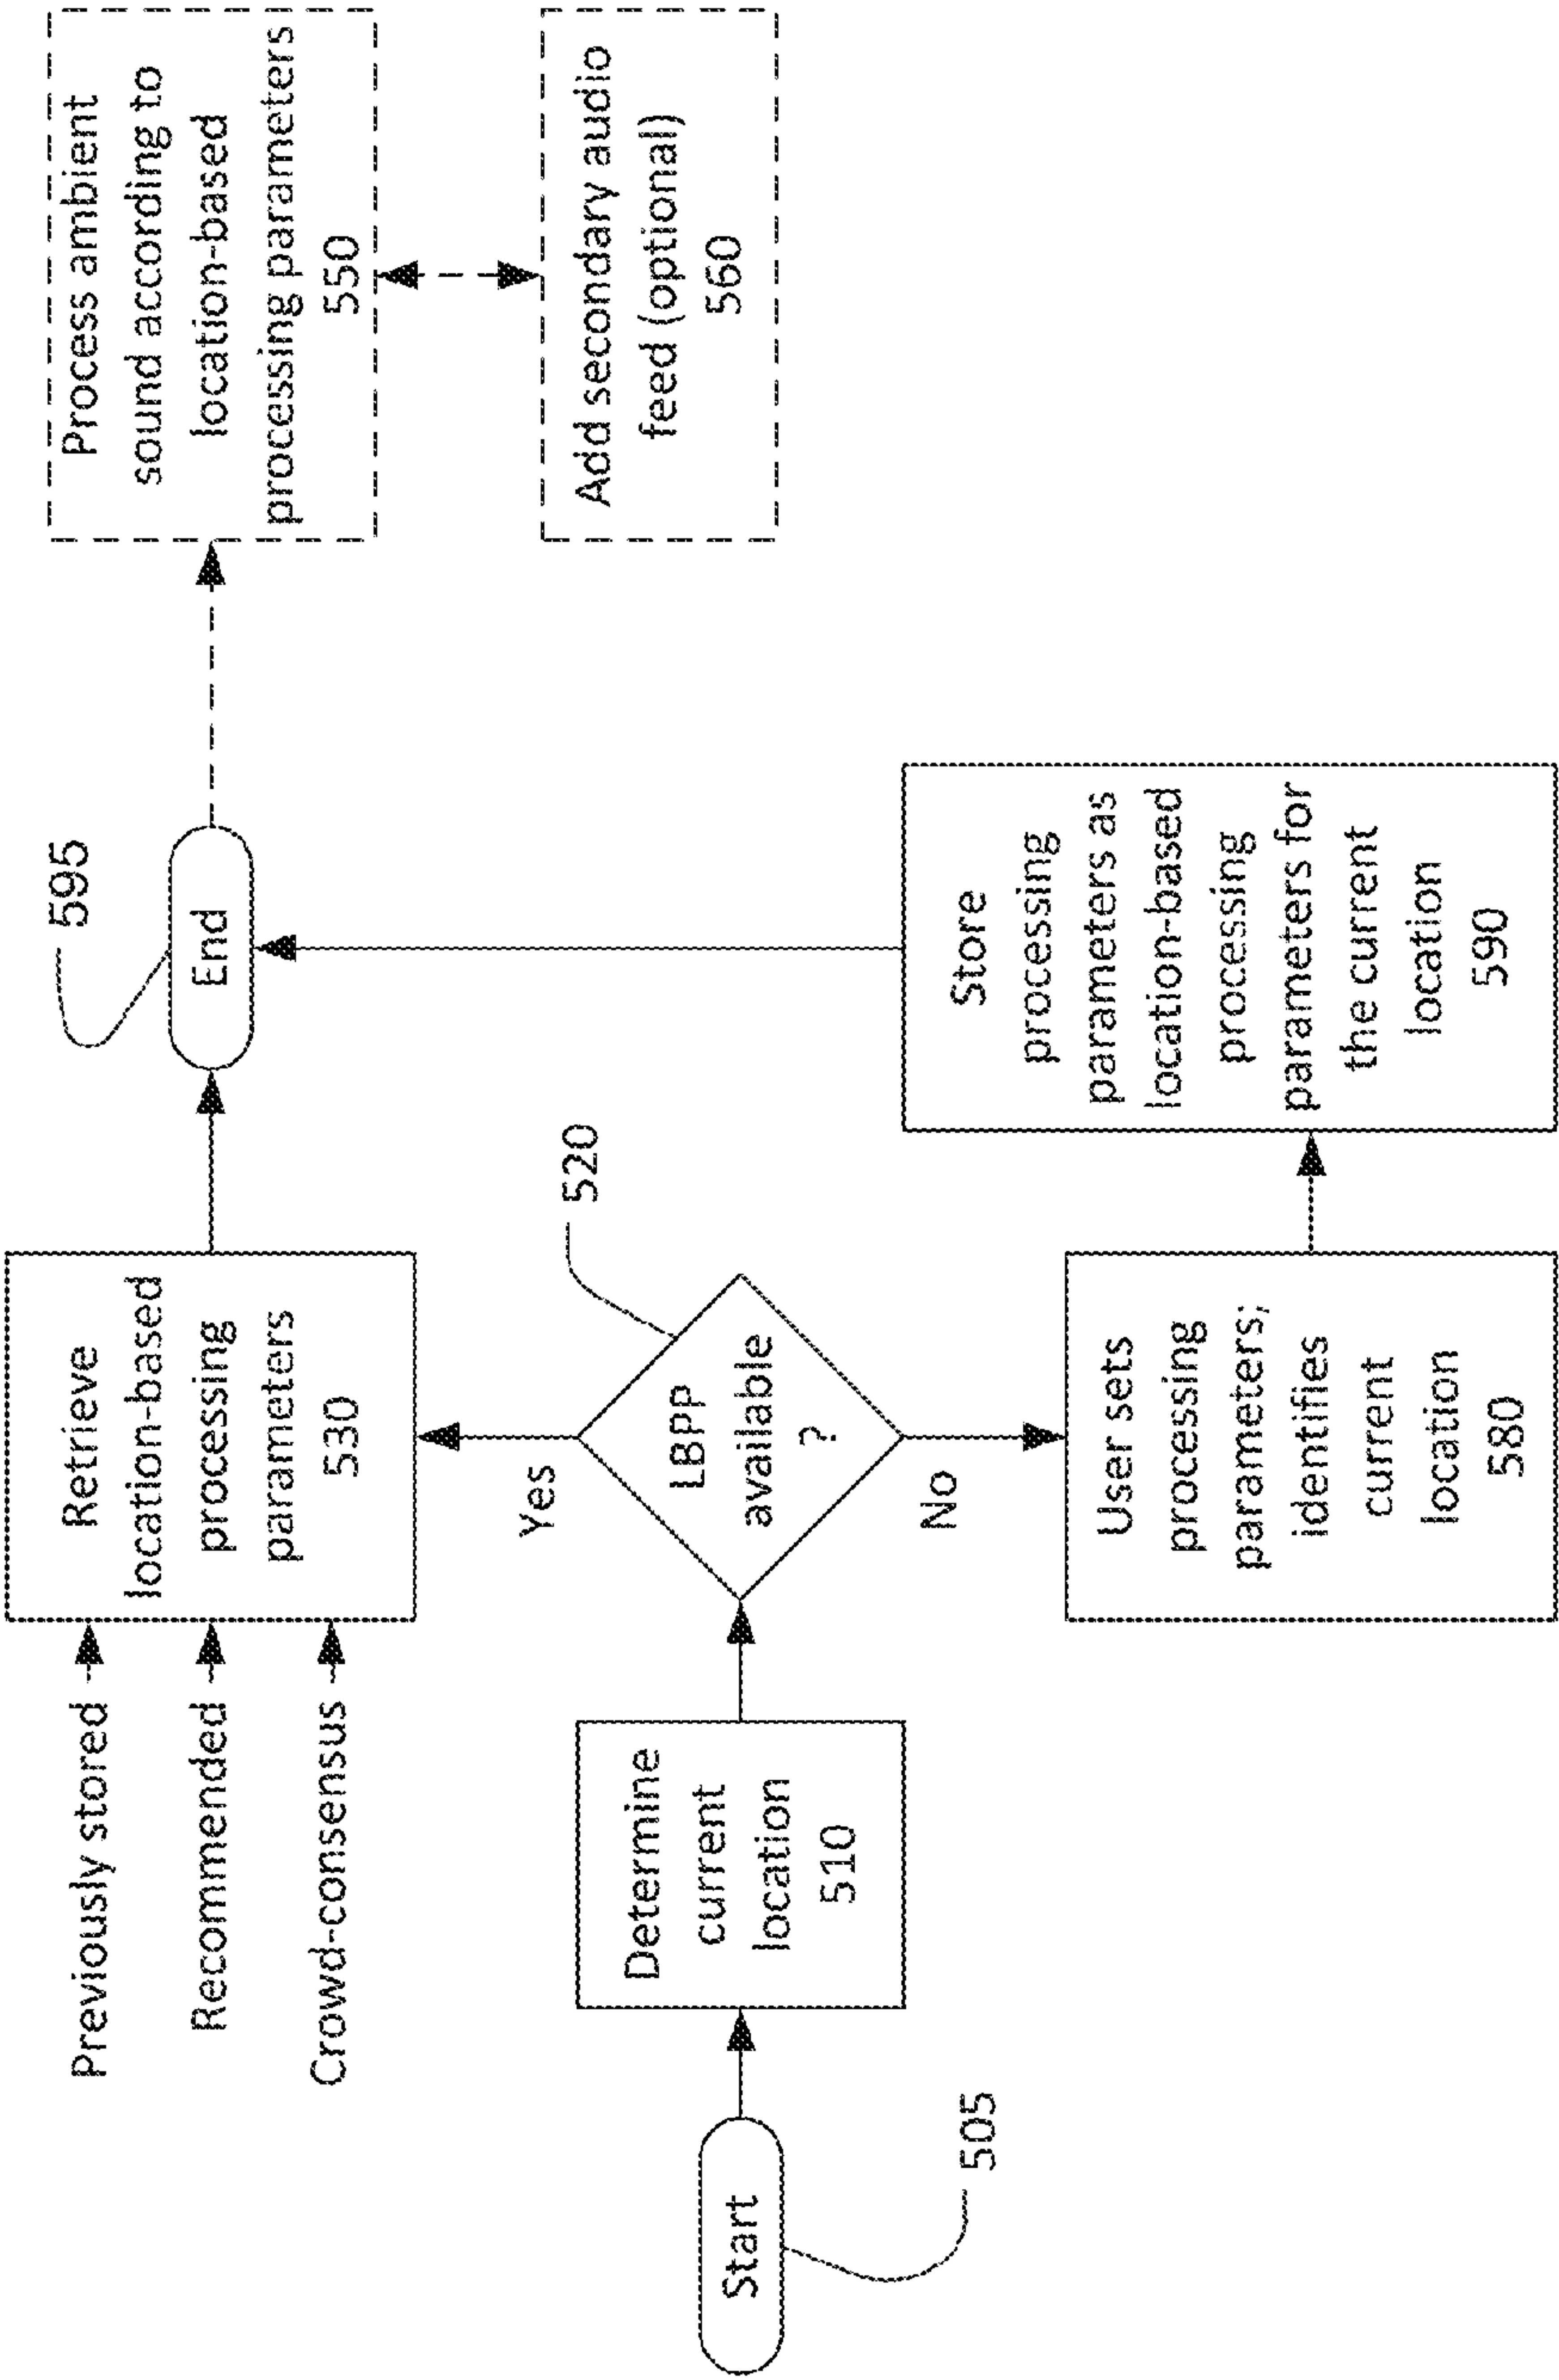 Previously stored
Recommended
Crowd-consensus
Retrieve
location-based
processing
parameters
530
595
End
Process ambient
sound according to
location-based
processing parameters
550
Add secondary audio
feed (optional)
560
Yes
520
Start
505
Determine
current
location
510
LBPP
available
?
No
User sets
processing
parameters;
identifies
current
location
580
Store
processing
parameters as
location-based
processing
parameters for
the current
location
590